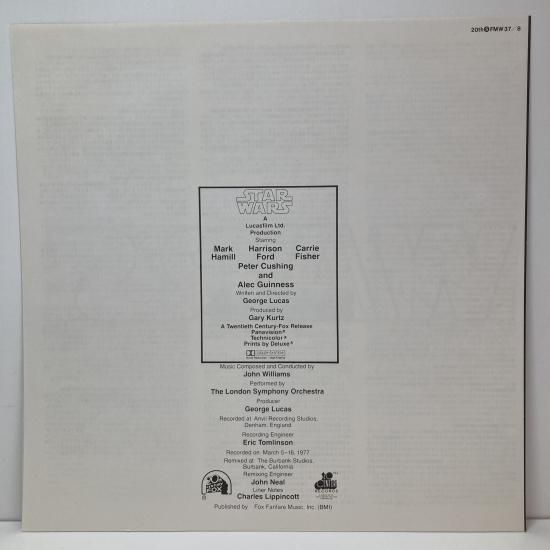 20th S FMW 37/8
STAR
WARS
A
Lucasfilm Ltd.
Production
Starring
Mark Harrison Carrie
Hamill Ford Fisher
Peter Cushing
and
Alec Guinness
Written and Directed by
George Lucas
Produced by
Gary Kurtz
A Twentieth Century-Fox Release
Panavision®
Technicolor®
Prints by Deluxe®
DOLBY SYSTEM
Music Composed and Conducted by
John Williams
Performed by
The London Symphony Orchestra
Producer
George Lucas
Recorded at Anvil Recording Studios,
Denham, England
Recording Engineer
Eric Tomlinson
Recorded on March 5–16, 1977
Remixed at The Burbank Studios,
Burbank, California
Remixing Engineer
John Neal
Liner Notes
Charles Lippincott
RECORDS
Published by Fox Fanfare Music, Inc. (BMI)